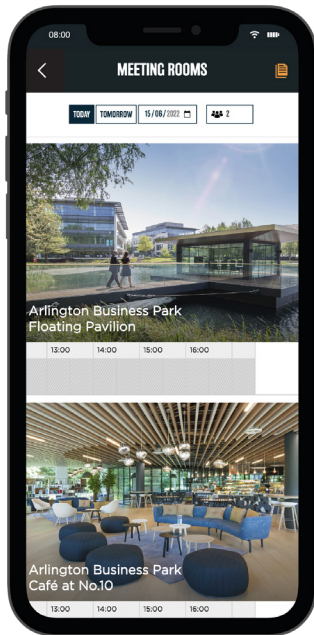 08:00
MEETING ROOMS
TODAY TOMORROW 15/06/2022 2
Arlington Business Park
Floating Pavilion
13:00 14:00 15:00 16:00
Arlington Business Park
Café at No.10
13:00 14:00 15:00 16:00